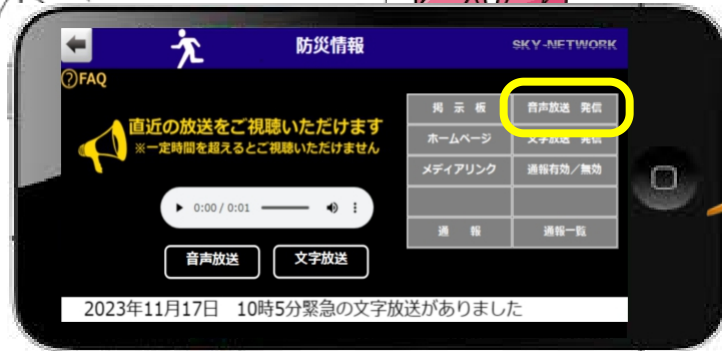 防災情報
SKY-NETWORK
?FAQ
直近の放送をご視聴いただけます
※一定時間を超えるとご視聴いただけません
0:00 / 0:01
音声放送
文字放送
掲 示 板
音声放送 発信
ホームページ
文字放送 発信
メディアリンク
通報有効/無効
通 報
通報一覧
2023年11月17日 10時5分緊急の文字放送がありました